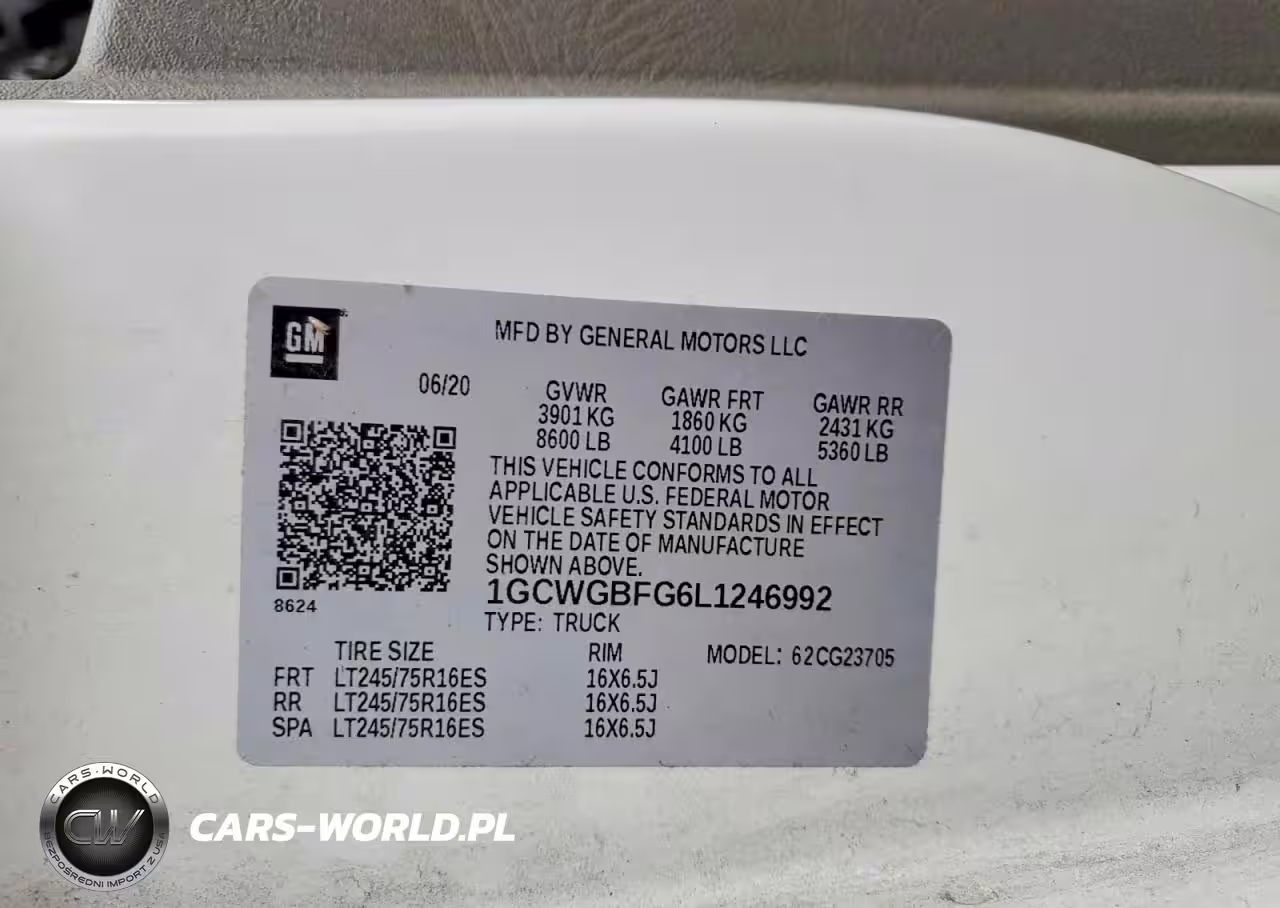 GM
MFD BY GENERAL MOTORS LLC
06/20
GVWR GAWR FRT GAWR RR
3901 KG 1860 KG 2431 KG
8600 LB 4100 LB 5360 LB
THIS VEHICLE CONFORMS TO ALL
APPLICABLE U.S. FEDERAL MOTOR
VEHICLE SAFETY STANDARDS IN EFFECT
ON THE DATE OF MANUFACTURE
SHOWN ABOVE.
8624
1GCWGBFG6L1246992
TYPE: TRUCK
TIRE SIZE RIM MODEL: 62CG23705
FRT LT245/75R16ES 16X6.5J
RR LT245/75R16ES 16X6.5J
SPA LT245/75R16ES 16X6.5J
CARS-WORLD
CW
BEZPOŚREDNI IMPORT Z USA
CARS-WORLD.PL